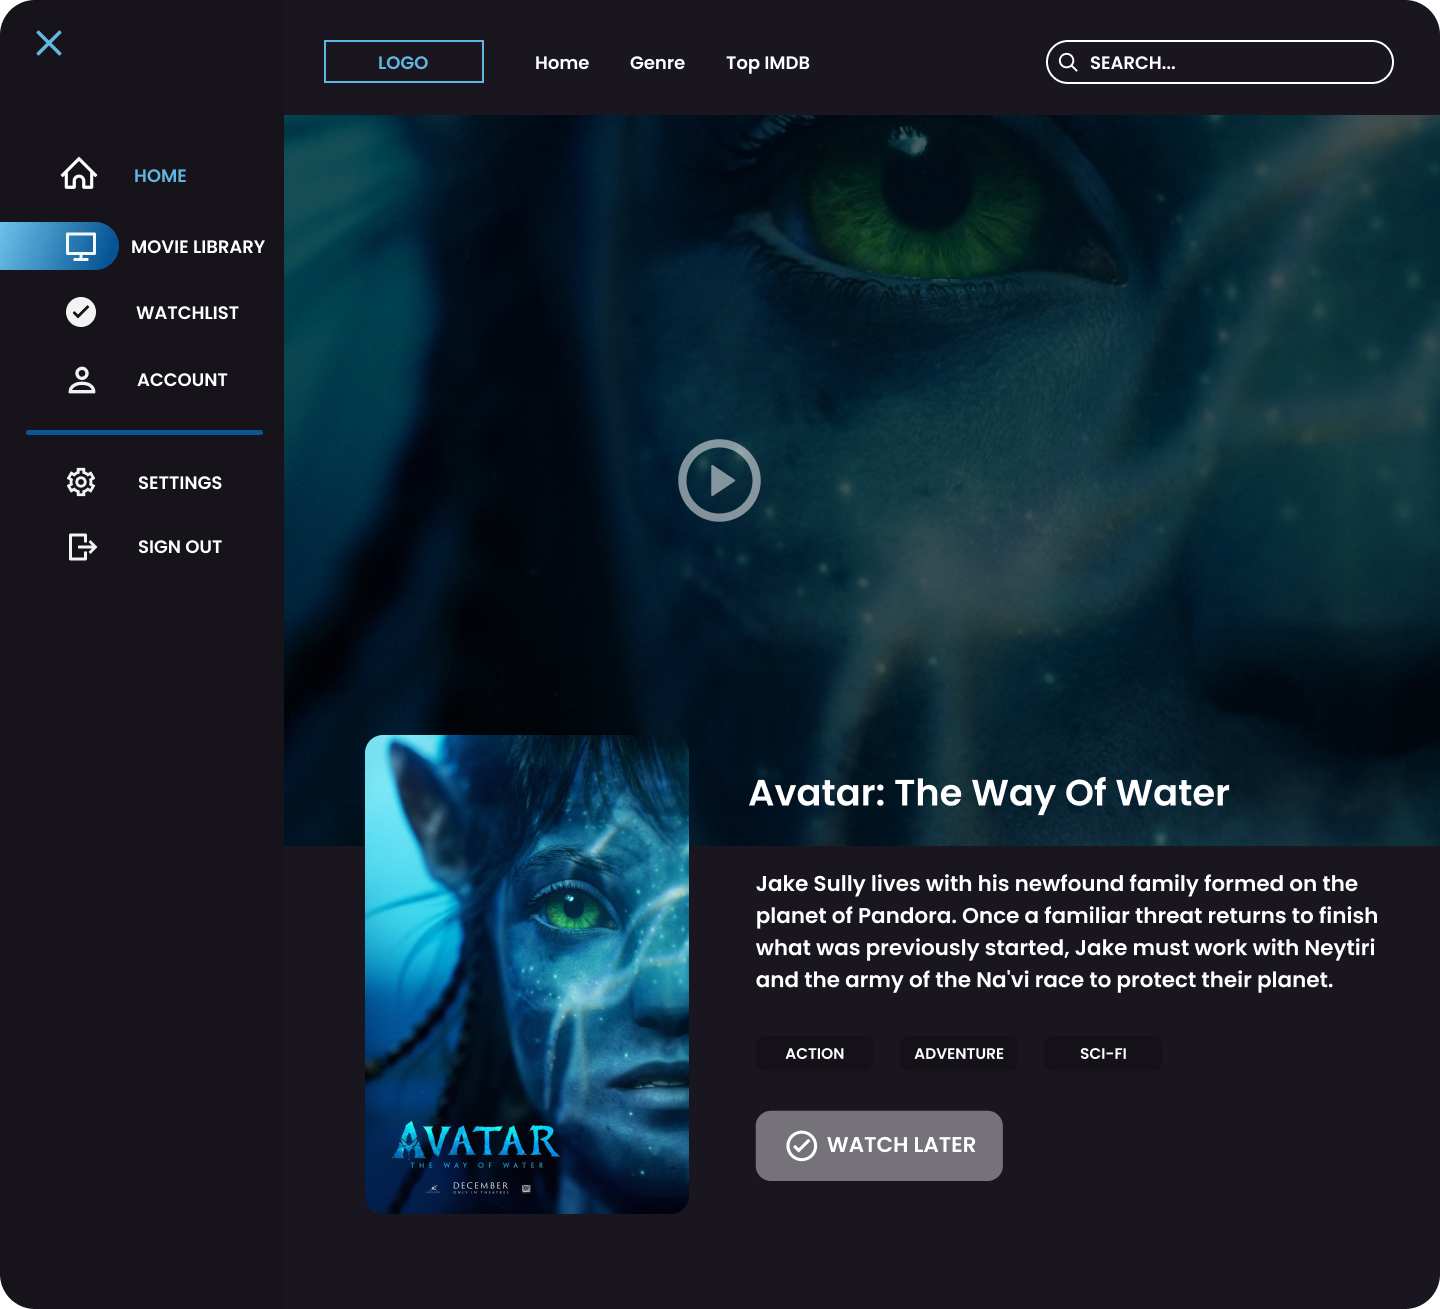 LOGO
Home
Genre
Top IMDB
SEARCH...
HOME
MOVIE LIBRARY
WATCHLIST
ACCOUNT
SETTINGS
SIGN OUT
Avatar: The Way Of Water
Jake Sully lives with his newfound family formed on the
planet of Pandora. Once a familiar threat returns to finish
what was previously started, Jake must work with Neytiri
and the army of the Na'vi race to protect their planet.
ACTION
ADVENTURE
SCI-FI
WATCH LATER
AVATAR
THE WAY OF WATER
DECEMBER
ONLY IN THEATRES